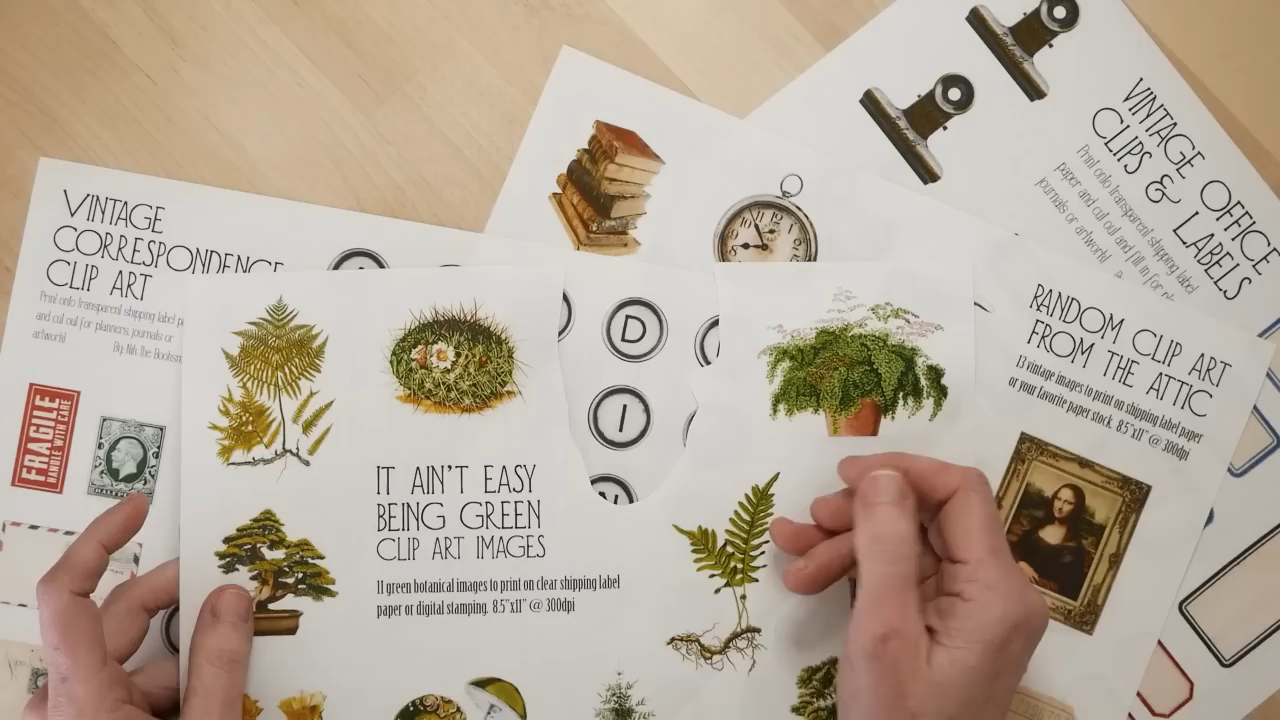 VINTAGE
CORRESPONDENCE
CLIP ART
Print onto transparent shipping label
and cut out for planners, journals or
artwork!
By: Nik the
FRAGILE
HANDLE WITH CARE
IT AIN'T EASY
BEING GREEN
CLIP ART IMAGES
11 green botanical images to print on clear shipping label
paper or digital stamping. 8.5"x11" @ 300dpi
D
I
VINTAGE OFFICE
CLIPS & LABELS
Print onto transparent shipping label
paper and cut out and fill in for
journals or artwork!
RANDOM CLIP ART
FROM THE ATTIC
13 vintage images to print on shipping label paper
or your favorite paper stock. 8.5"x11" @ 300dpi